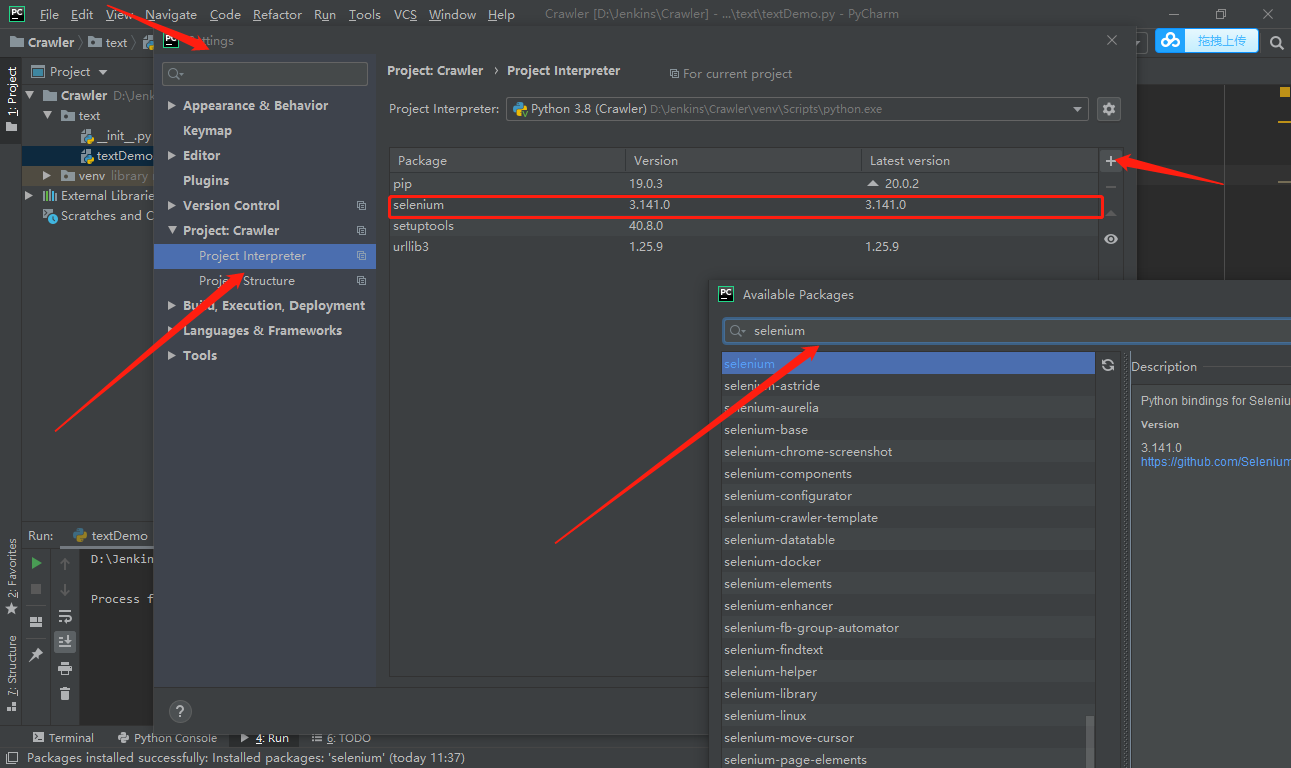 PC File Edit View Navigate Code Refactor Run Tools VCS Window Help Crawler [D:\Jenkins\Crawler] - ...\text\textDemo.py - PyCharm
Crawler text
拖拽上传
1: Project
Project
Crawler D:\Jenk
text
__init__.py
textDemo
venv library
External Librarie
Scratches and C
PC
Appearance & Behavior
Keymap
Editor
Plugins
Version Control
Project: Crawler
Project Interpreter
Project Structure
Build, Execution, Deployment
Languages & Frameworks
Tools
Project: Crawler › Project Interpreter For current project
Project Interpreter: Python 3.8 (Crawler) D:\Jenkins\Crawler\venv\Scripts\python.exe
Package Version Latest version
pip 19.0.3 20.0.2
selenium 3.141.0 3.141.0
setuptools 40.8.0
urllib3 1.25.9 1.25.9
PC Available Packages
selenium
selenium
selenium-astride
selenium-aurelia
selenium-base
selenium-chrome-screenshot
selenium-components
selenium-configurator
selenium-crawler-template
selenium-datatable
selenium-docker
selenium-elements
selenium-enhancer
selenium-fb-group-automator
selenium-findtext
selenium-helper
selenium-library
selenium-linux
selenium-move-cursor
selenium-page-elements
Description
Python bindings for Seleniu
Version
3.141.0
https://github.com/Selenium
2: Favorites
7: Structure
Run: textDemo
D:\Jenkin
Process f
?
Terminal Python Console 4: Run 6: TODO
Packages installed successfully: Installed packages: 'selenium' (today 11:37)